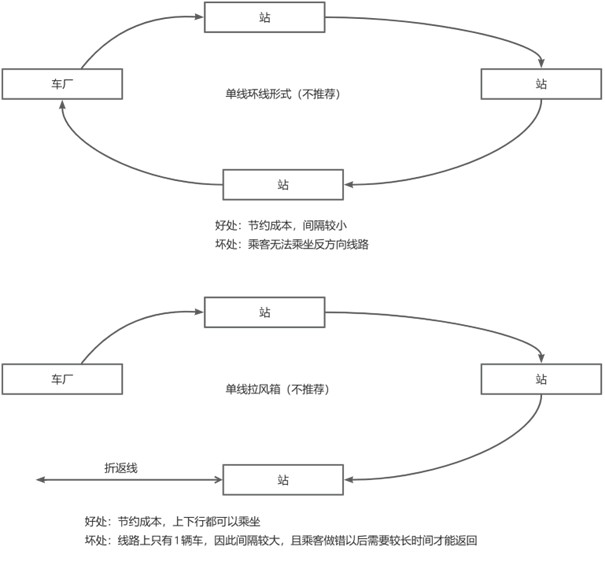 站
车厂
站
单线环线形式（不推荐）
站
好处：节约成本，间隔较小
坏处：乘客无法乘坐反方向线路
站
车厂
站
单线拉风箱（不推荐）
折返线
站
好处：节约成本，上下行都可以乘坐
坏处：线路上只有1辆车，因此间隔较大，且乘客做错以后需要较长时间才能返回